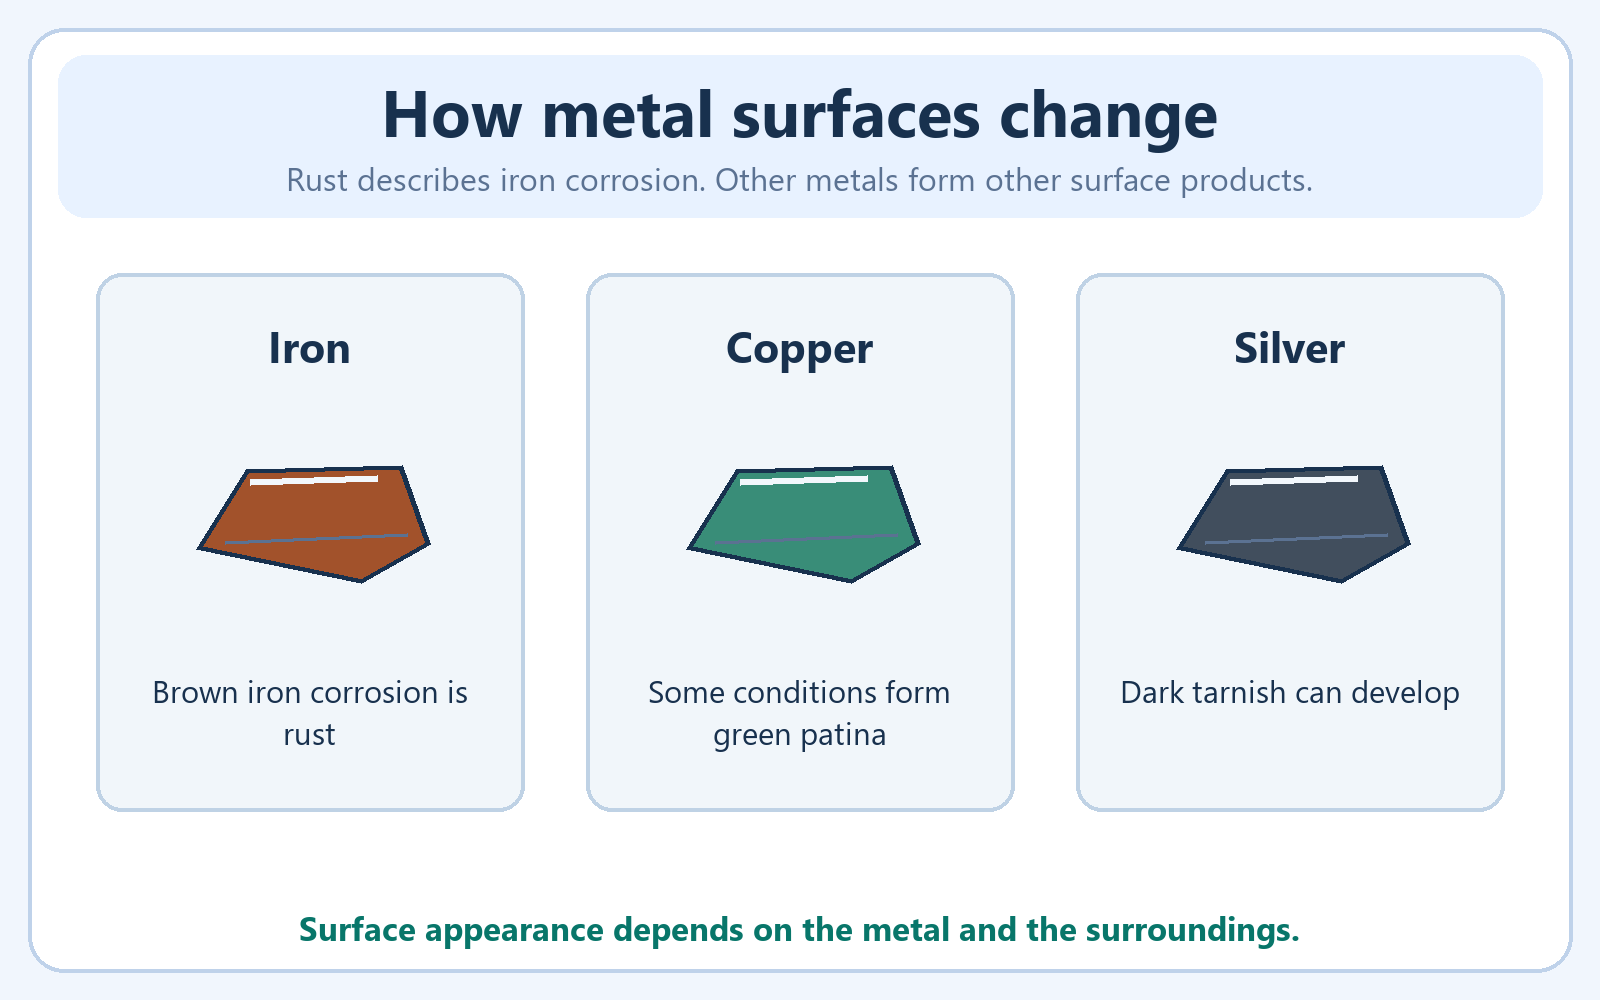 How metal surfaces change
Rust describes iron corrosion. Other metals form other surface products.
Iron
Brown iron corrosion is
rust
Copper
Some conditions form
green patina
Silver
Dark tarnish can develop
Surface appearance depends on the metal and the surroundings.